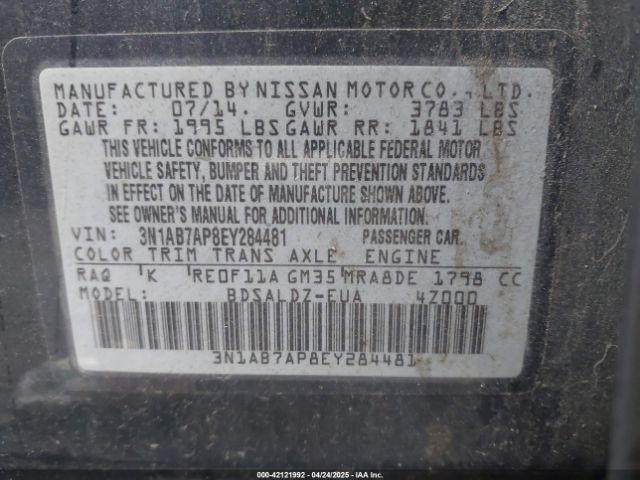 MANUFACTURED BY NISSAN MOTOR CO., LTD.
DATE: 07/14. GVWR: 3783 LBS
GAWR FR: 1995 LBS GAWR RR: 1841 LBS
THIS VEHICLE CONFORMS TO ALL APPLICABLE FEDERAL MOTOR
VEHICLE SAFETY, BUMPER AND THEFT PREVENTION STANDARDS
IN EFFECT ON THE DATE OF MANUFACTURE SHOWN ABOVE.
SEE OWNER'S MANUAL FOR ADDITIONAL INFORMATION
VIN: 3N1AB7AP8EY284481 PASSENGER CAR
COLOR TRIM TRANS AXLE ENGINE
RAQ K RE0F11A GM35 MRA8DE 1798 CC
MODEL: BDSALDZ-EUA 4Z000
3N1AB7AP8EY284481
000-42121992 - 04/24/2025 - IAAINC